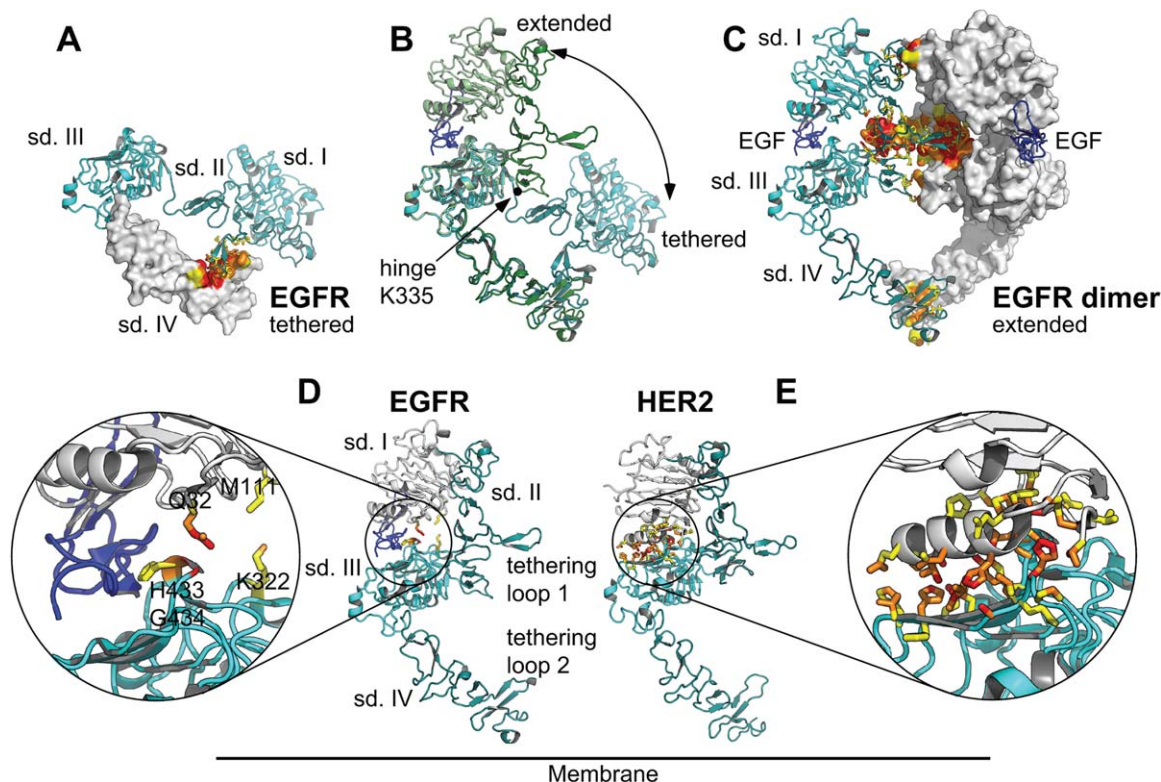 A
sd. III
sd. II
sd. I
sd. IV
EGFR
tethered
B
extended
tethered
hinge
K335
C
sd. I
EGF
EGF
sd. III
sd. IV
EGFR dimer
extended
D
EGFR
sd. I
sd. II
sd. III
tethering
loop 1
tethering
loop 2
sd. IV
Q32
M111
H433
K322
G434
HER2
E
Membrane